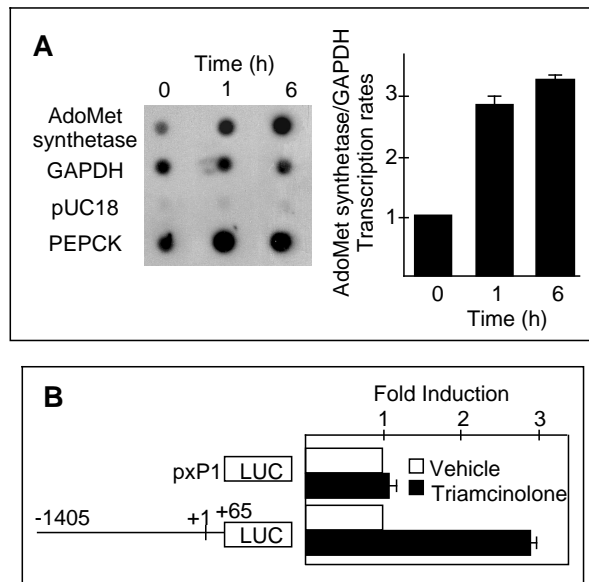 A
Time (h)
0 1 6
AdoMet
synthetase
GAPDH
pUC18
PEPCK
AdoMet synthetase/GAPDH
Transcription rates
3
2
1
0 1 6
Time (h)
B
Fold Induction
1 2 3
pxP1 LUC
Vehicle
Triamcinolone
-1405 +1 +65 LUC